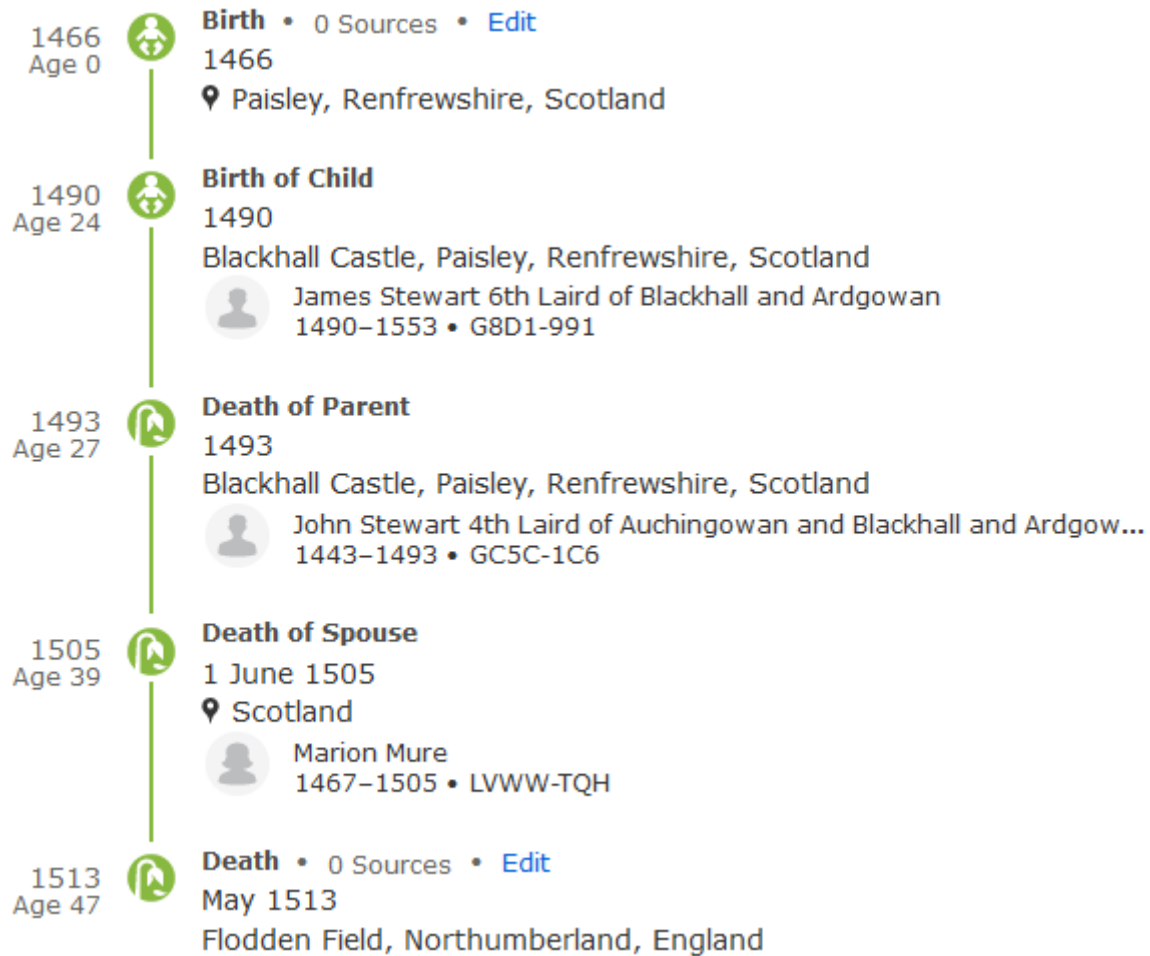 1466
Age 0
Birth • 0 Sources • Edit
1466
Paisley, Renfrewshire, Scotland
1490
Age 24
Birth of Child
1490
Blackhall Castle, Paisley, Renfrewshire, Scotland
James Stewart 6th Laird of Blackhall and Ardgowan
1490–1553 • G8D1-991
1493
Age 27
Death of Parent
1493
Blackhall Castle, Paisley, Renfrewshire, Scotland
John Stewart 4th Laird of Auchingowan and Blackhall and Ardgow...
1443–1493 • GC5C-1C6
1505
Age 39
Death of Spouse
1 June 1505
Scotland
Marion Mure
1467–1505 • LVWW-TQH
1513
Age 47
Death • 0 Sources • Edit
May 1513
Flodden Field, Northumberland, England